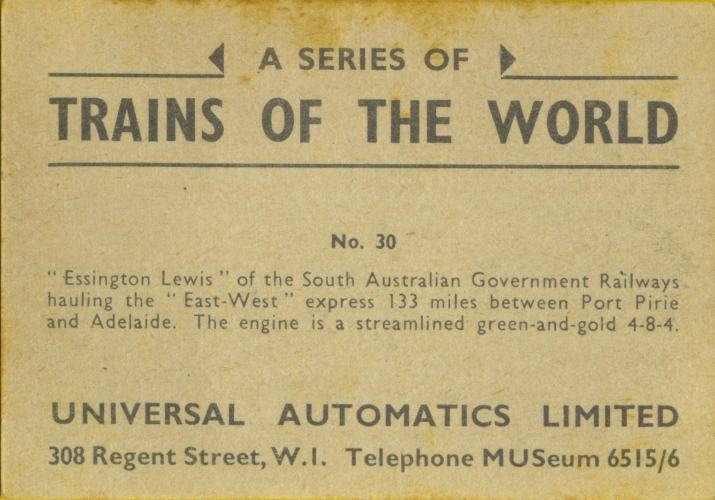 A SERIES OF
TRAINS OF THE WORLD
No. 30
"Essington Lewis" of the South Australian Government Railways
hauling the "East-West" express 133 miles between Port Pirie
and Adelaide. The engine is a streamlined green-and-gold 4-8-4.
UNIVERSAL AUTOMATICS LIMITED
308 Regent Street, W.I. Telephone MUSeum 6515/6